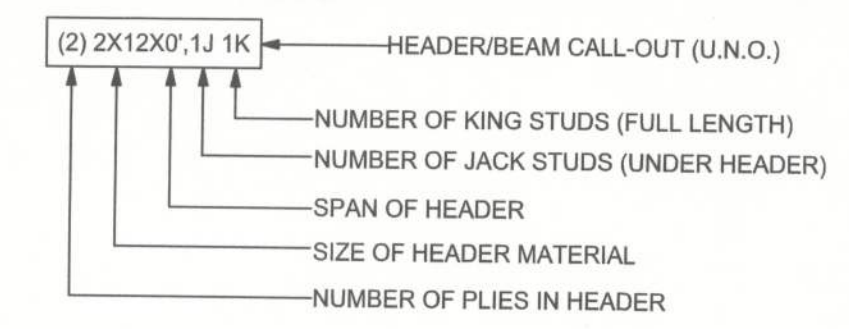 (2) 2X12X0',1J 1K
HEADER/BEAM CALL-OUT (U.N.O.)
NUMBER OF KING STUDS (FULL LENGTH)
NUMBER OF JACK STUDS (UNDER HEADER)
SPAN OF HEADER
SIZE OF HEADER MATERIAL
NUMBER OF PLIES IN HEADER